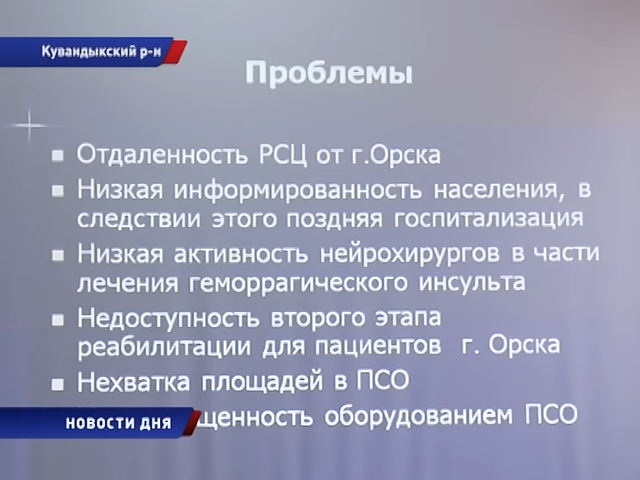 Кувандыкский р-н
Проблемы
Отдаленность РСЦ от г.Орска
Низкая информированность населения, в
следствии этого поздняя госпитализация
Низкая активность нейрохирургов в части
лечения геморрагического инсульта
Недоступность второго этапа
реабилитации для пациентов г. Орска
Нехватка площадей в ПСО
оборудованием ПСО
НОВОСТИ ДНЯ